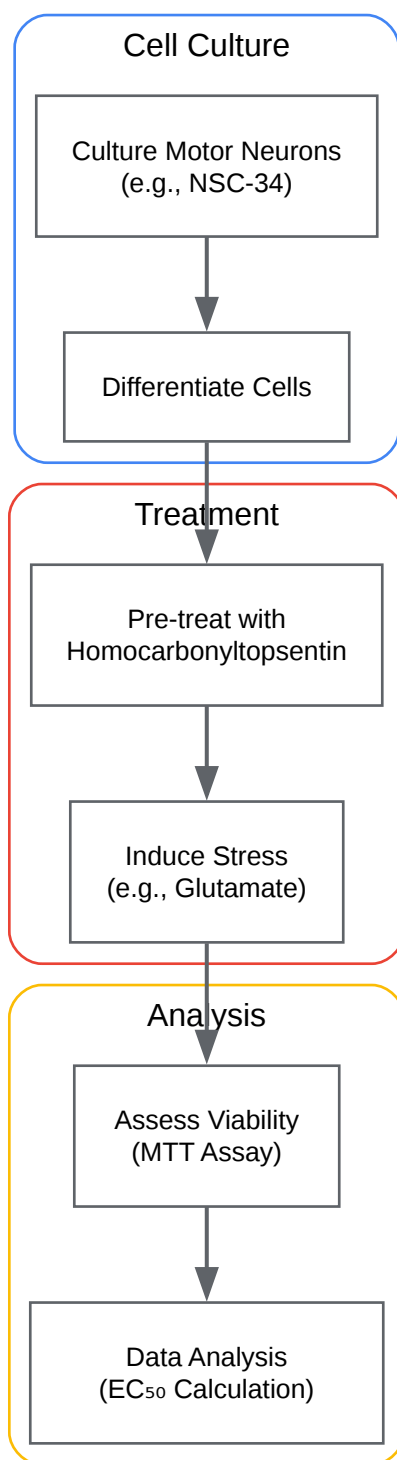 Cell Culture
Culture Motor Neurons
(e.g., NSC-34)
Differentiate Cells
Treatment
Pre-treat with
Homocarbonyltopsentin
Induce Stress
(e.g., Glutamate)
Analysis
Assess Viability
(MTT Assay)
Data Analysis
(EC₅₀ Calculation)